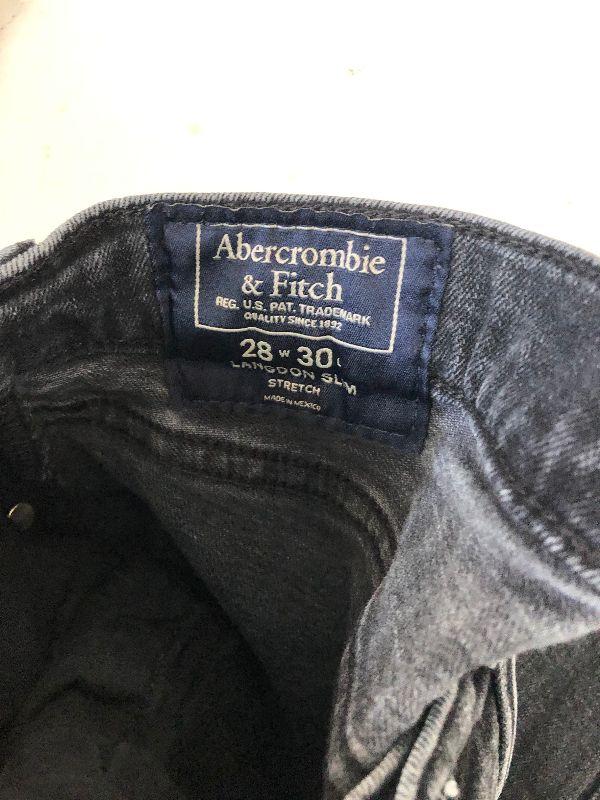 Abercrombie
& Fitch
REG. U.S. PAT. TRADEMARK
QUALITY SINCE 1892
28 W 30 L
LANGDON SLIM
STRETCH
MADE IN MEXICO